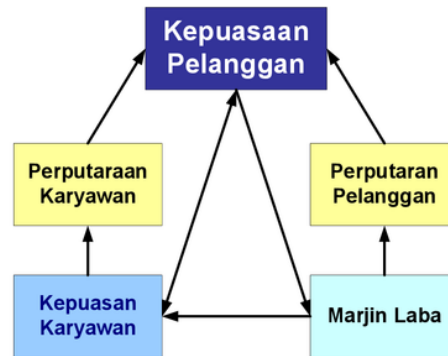 Kepuasaan
Pelanggan
Perputaraan
Karyawan
Perputaran
Pelanggan
Kepuasan
Karyawan
Marjin Laba